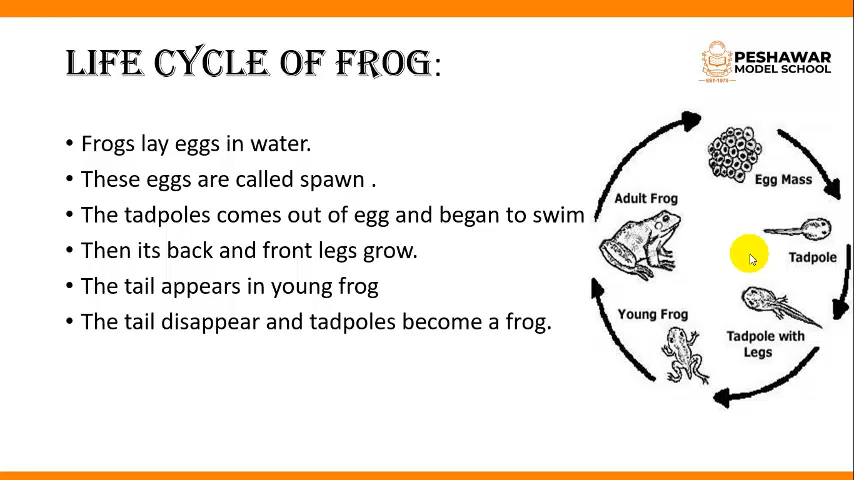 LIFE CYCLE OF FROG:
PESHAWAR
MODEL SCHOOL
EST-1973
• Frogs lay eggs in water.
• These eggs are called spawn .
• The tadpoles comes out of egg and began to swim
• Then its back and front legs grow.
• The tail appears in young frog
• The tail disappear and tadpoles become a frog.
Egg Mass
Adult Frog
Tadpole
Young Frog
Tadpole with
Legs